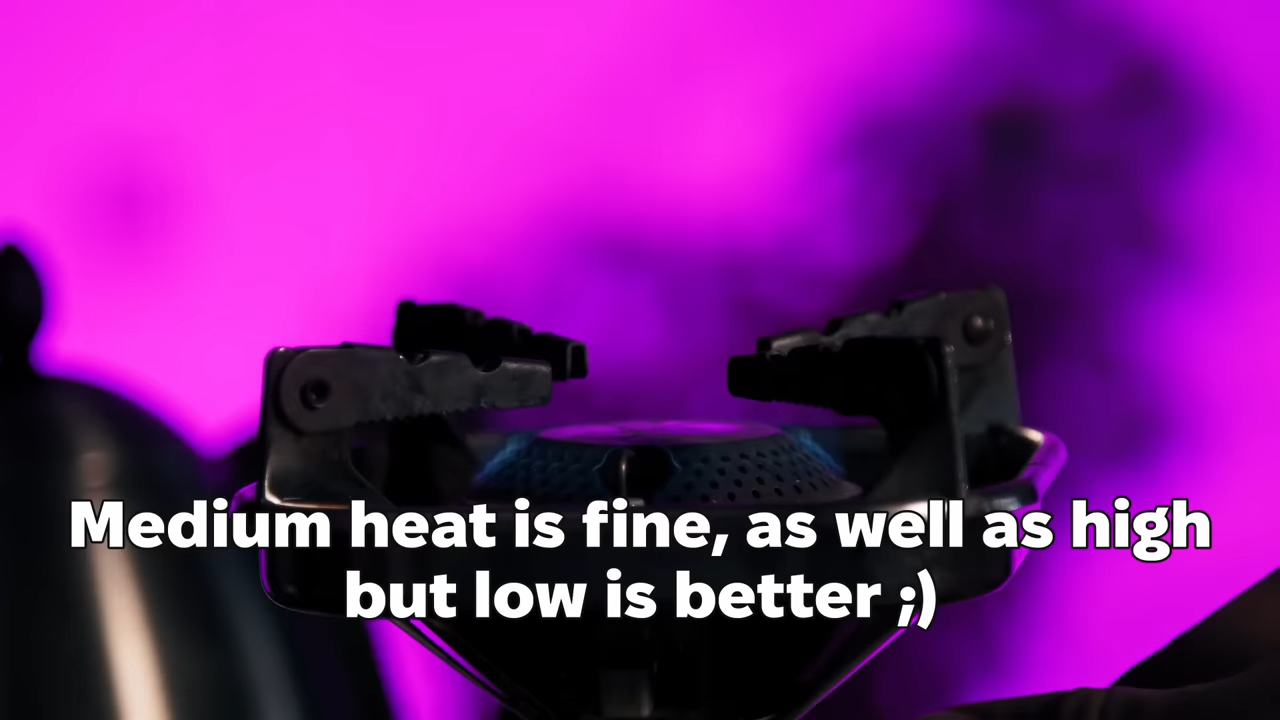 Medium heat is fine, as well as high
but low is better ;)